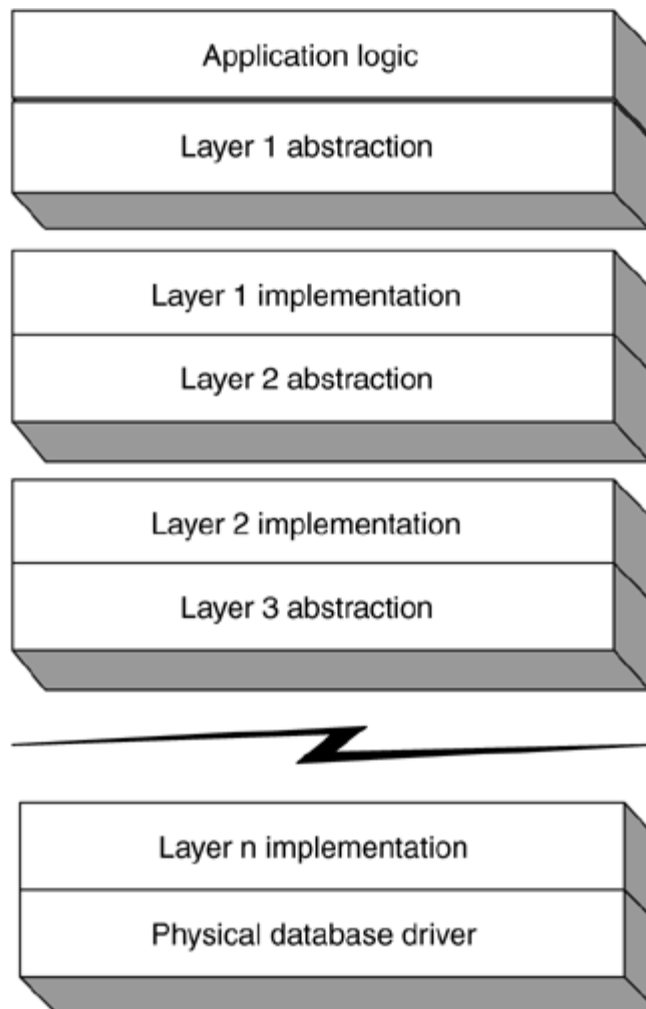 Application logic
Layer 1 abstraction
Layer 1 implementation
Layer 2 abstraction
Layer 2 implementation
Layer 3 abstraction
Layer n implementation
Physical database driver